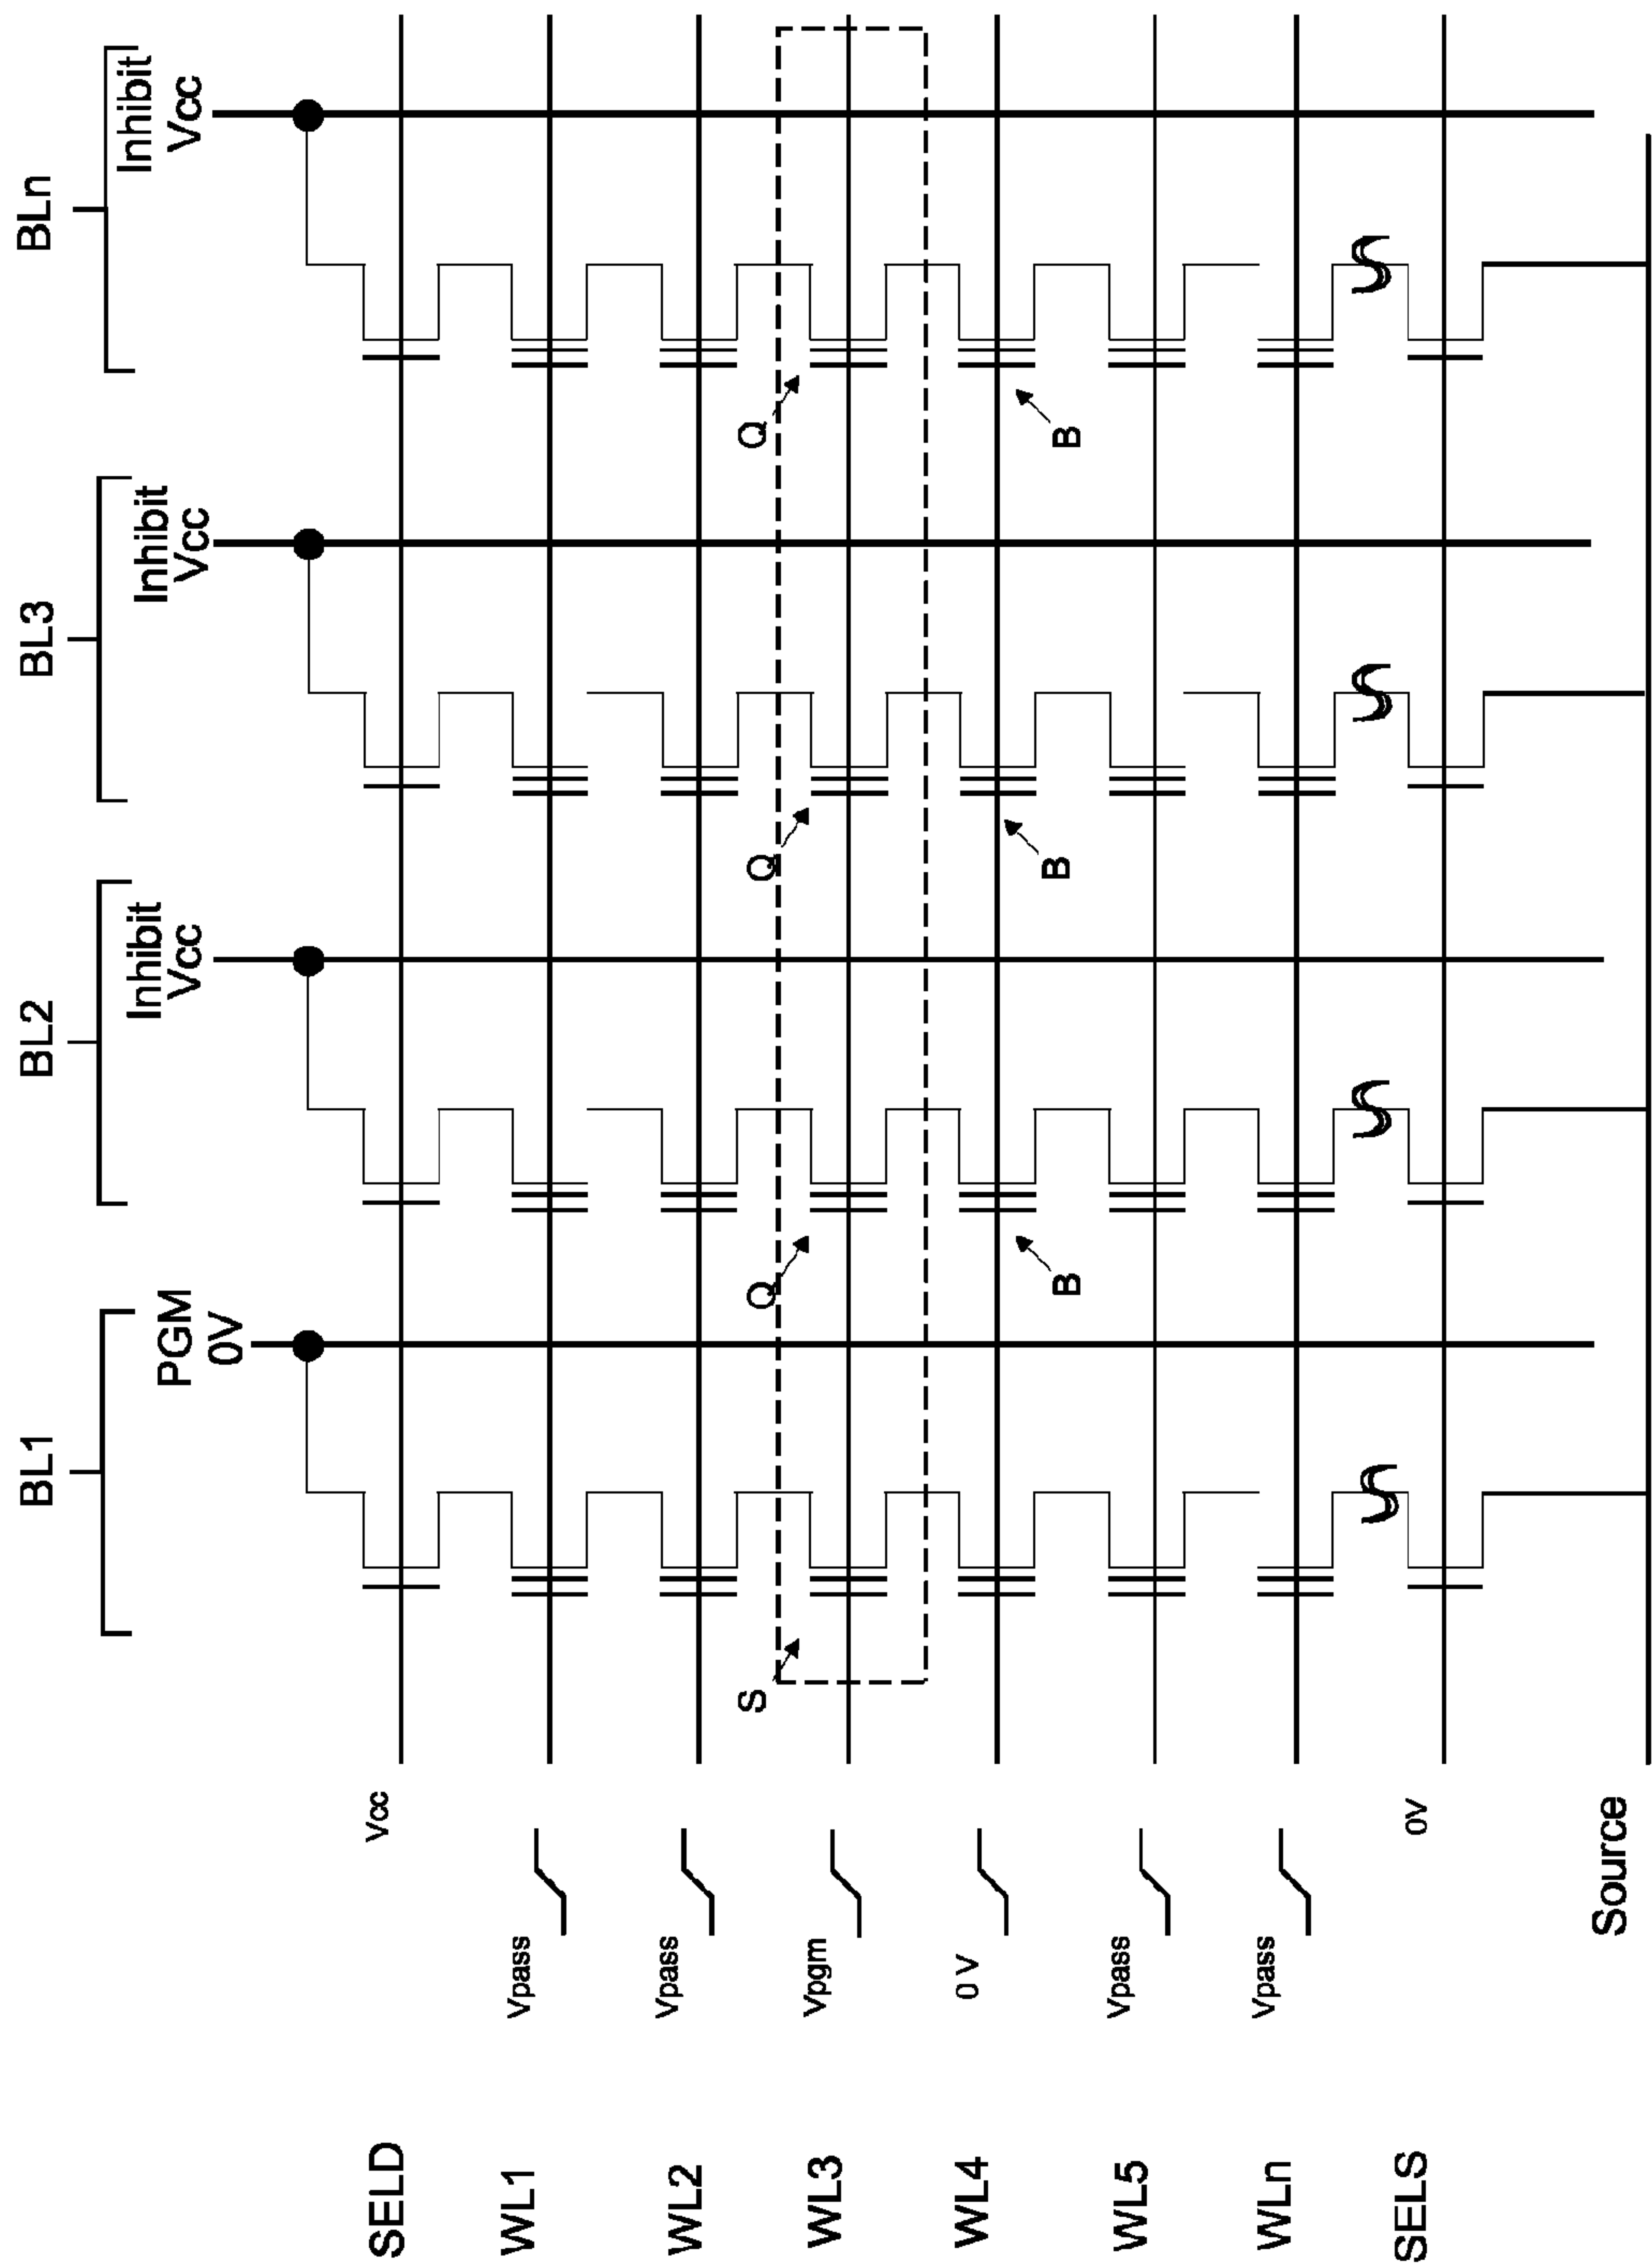 BL1
BL2
BL3
BLn
PGM
0V
Inhibit
Vcc
Inhibit
Vcc
Inhibit
Vcc
SELD
Vcc
WL1
Vpass
WL2
Vpass
S
Q
Q
Q
WL3
Vpgm
WL4
0 V
B
B
B
WL5
Vpass
WLn
Vpass
SELS
0V
Source